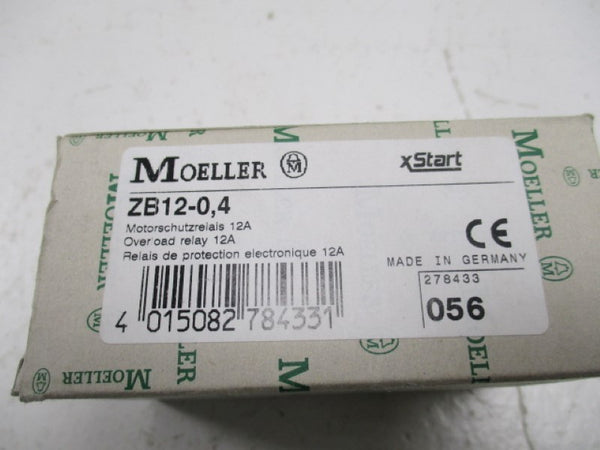 MOELLER
xStart
ZB12-0,4
Motorschutzrelais 12A
Overload relay 12A
Relais de protection electronique 12A
CE
MADE IN GERMANY
278433
056
4 015082 784331
MOELLER
MOELLER
MOELLER
MOELLER